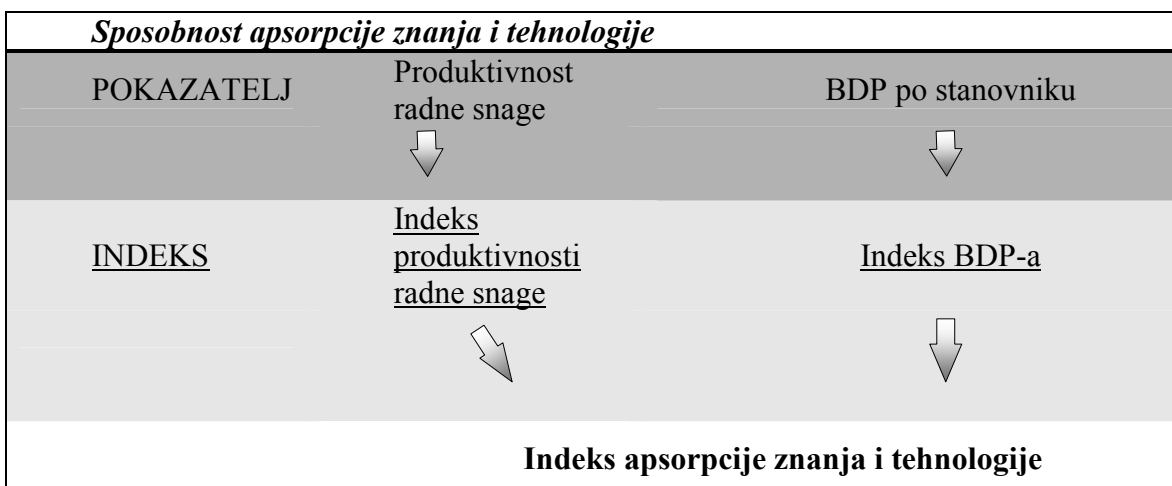 Sposobnost apsorpcije znanja i tehnologije
POKAZATELJ
Produktivnost
radne snage
BDP po stanovniku
INDEKS
Indeks
produktivnosti
radne snage
Indeks BDP-a
Indeks apsorpcije znanja i tehnologije